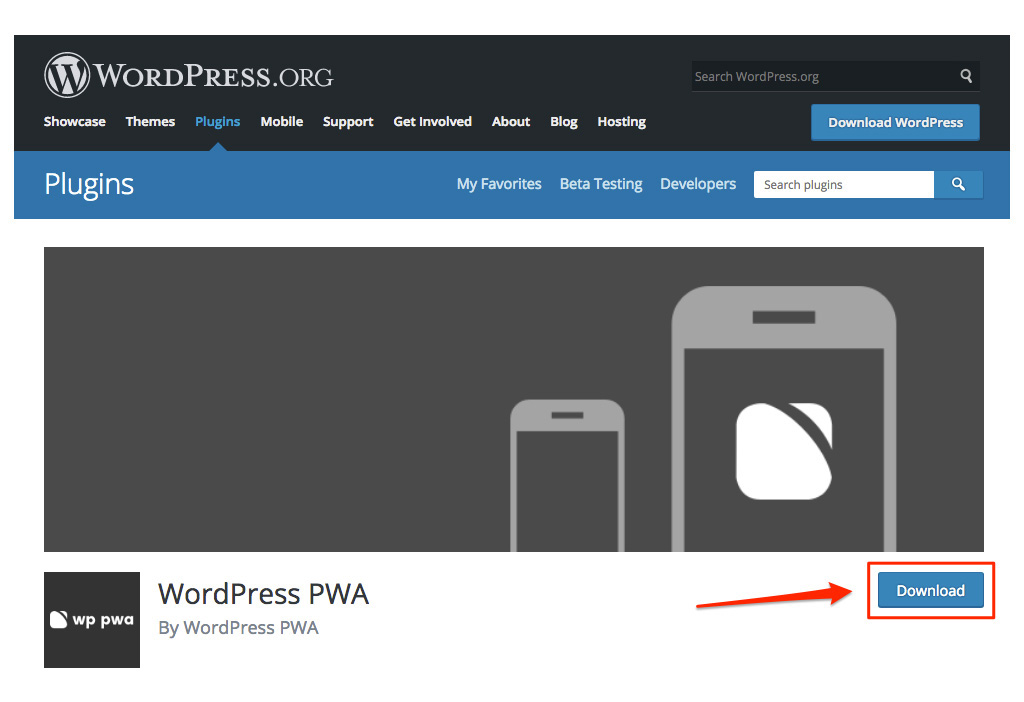 WORDPRESS.ORG
Search WordPress.org
Showcase Themes Plugins Mobile Support Get Involved About Blog Hosting
Download WordPress
Plugins
My Favorites Beta Testing Developers
Search plugins
wp pwa
WordPress PWA
By WordPress PWA
Download